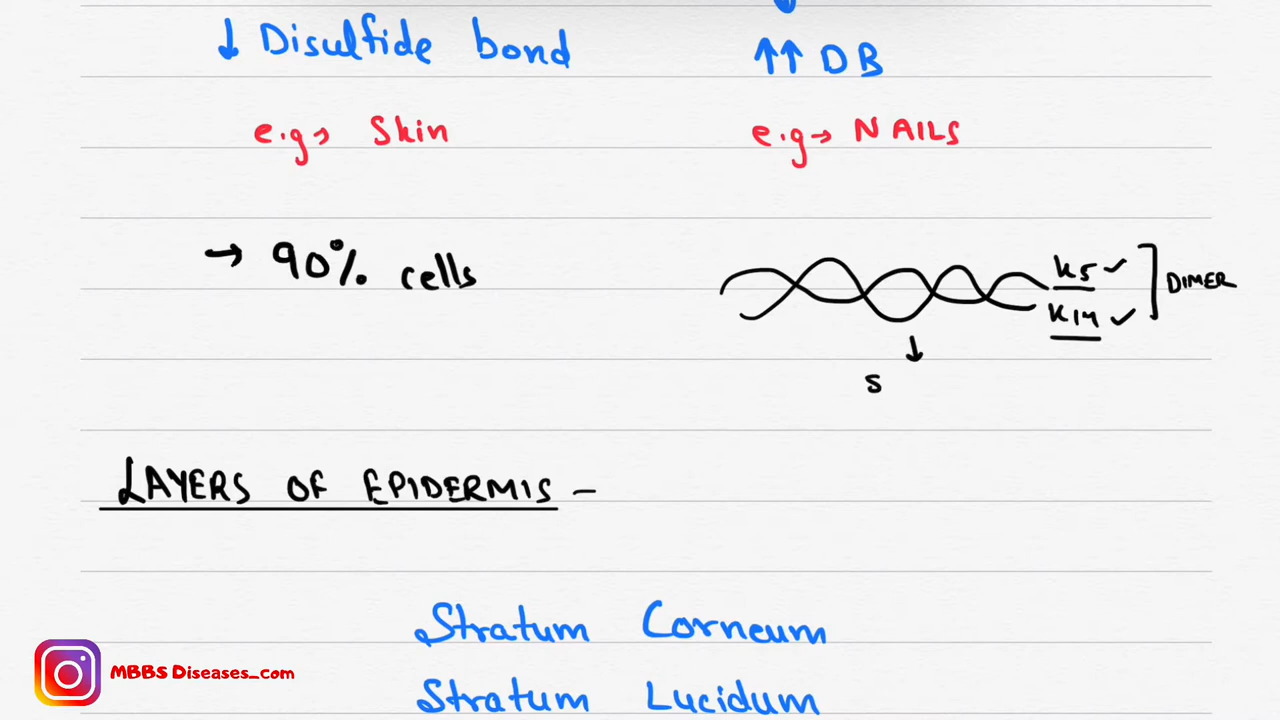 ↓ Disulfide bond
↑↑ DB
e.g → Skin
e.g → NAILS
→ 90% cells
K5 ✓
K14 ✓
DIMER
↓
S
LAYERS OF EPIDERMIS –
Stratum Corneum
Stratum Lucidum
MBBS Diseases_com